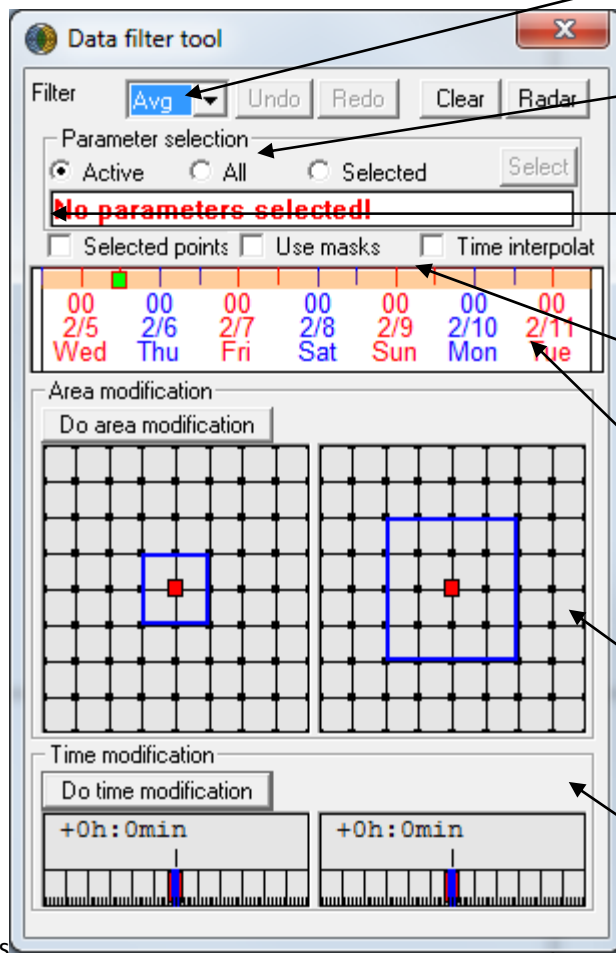 Data filter tool
Filter Avg Undo Redo Clear Radar
Parameter selection
Active All Selected Select
No parameters selected!
Selected points Use masks Time interpolat
00 00 00 00 00 00 00
2/5 2/6 2/7 2/8 2/9 2/10 2/11
Wed Thu Fri Sat Sun Mon Tue
Area modification
Do area modification
Time modification
Do time modification
+0h:0min +0h:0min
s